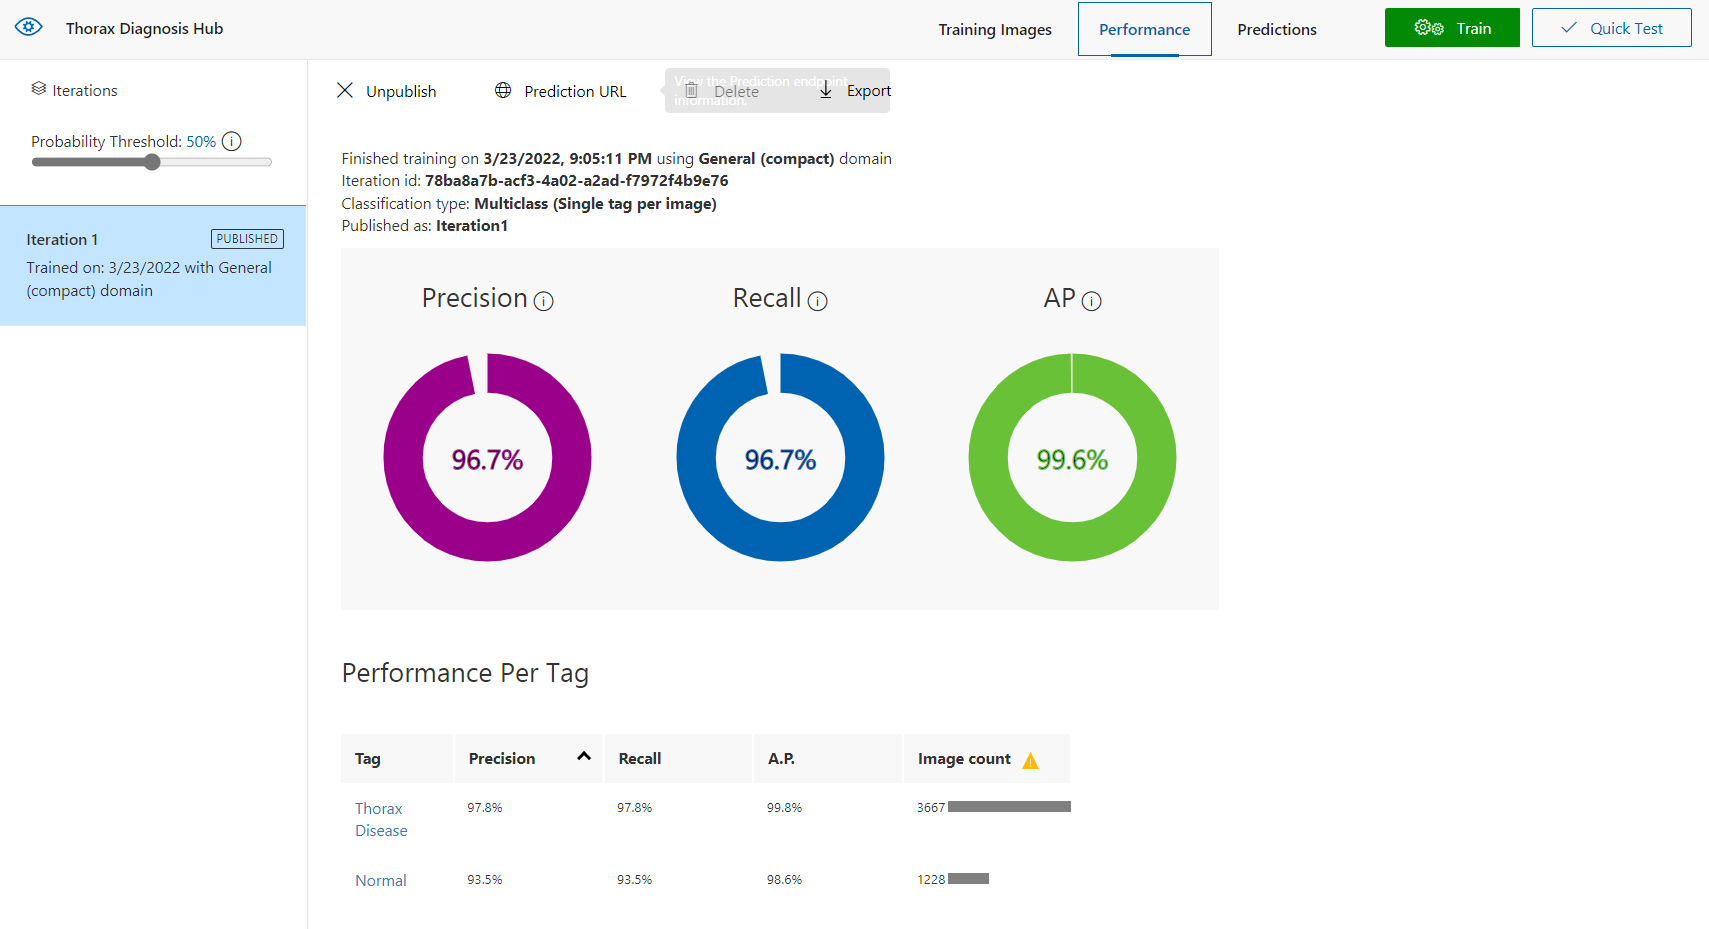 Thorax Diagnosis Hub
Training Images
Performance
Predictions
Train
Quick Test
Iterations
Probability Threshold: 50%
Iteration 1
PUBLISHED
Trained on: 3/23/2022 with General
(compact) domain
Unpublish
Prediction URL
View the Prediction endpoint
information.
Delete
Export
Finished training on 3/23/2022, 9:05:11 PM using General (compact) domain
Iteration id: 78ba8a7b-acf3-4a02-a2ad-f7972f4b9e76
Classification type: Multiclass (Single tag per image)
Published as: Iteration1
Precision
Recall
AP
96.7%
96.7%
99.6%
Performance Per Tag
Tag
Precision
Recall
A.P.
Image count
Thorax
Disease
97.8%
97.8%
99.8%
3667
Normal
93.5%
93.5%
98.6%
1228